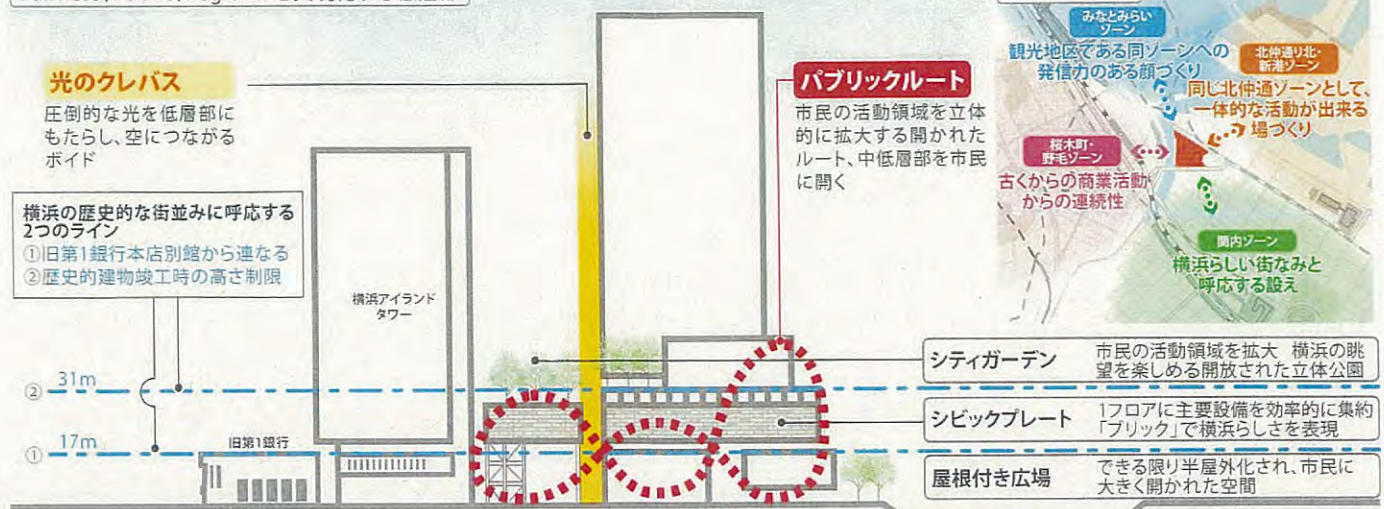 光のクレバス
圧倒的な光を低層部に
もたらし、空につながる
ボイド
パブリックルート
市民の活動領域を立体
的に拡大する開かれた
ルート、中低層部を市民
に開く
みなとみらい
ゾーン
観光地区である同ゾーンへの
発信力のある顔づくり
北仲通り北・
新港ゾーン
同じ北仲通ゾーンとして、
一体的な活動が出来る
場づくり
桜木町・
野毛ゾーン
古くからの商業活動
からの連続性
関内ゾーン
横浜らしい街なみと
呼応する設え
横浜の歴史的な街並みに呼応する
2つのライン
①旧第1銀行本店別館から連なる
②歴史的建物竣工時の高さ制限
横浜アイランド
タワー
② 31m
① 17m
旧第1銀行
シティガーデン
市民の活動領域を拡大 横浜の眺
望を楽しめる開放された立体公園
シビックプレート
1フロアに主要設備を効率的に集約
「ブリック」で横浜らしさを表現
屋根付き広場
できる限り半屋外化され、市民に
大きく開かれた空間